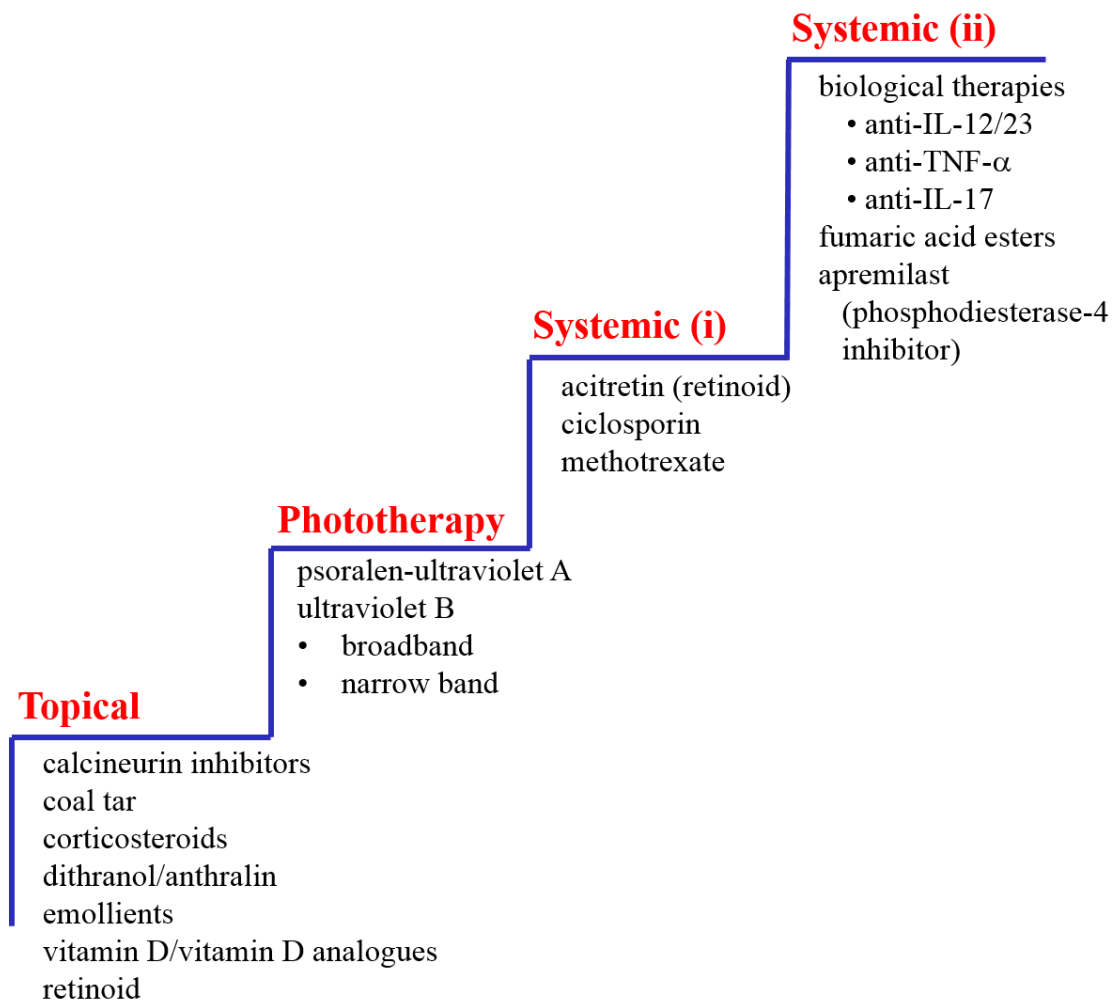 Systemic (ii)
biological therapies
• anti-IL-12/23
• anti-TNF-α
• anti-IL-17
fumaric acid esters
apremilast
(phosphodiesterase-4
inhibitor)
Systemic (i)
acitretin (retinoid)
ciclosporin
methotrexate
Phototherapy
psoralen-ultraviolet A
ultraviolet B
• broadband
• narrow band
Topical
calcineurin inhibitors
coal tar
corticosteroids
dithranol/anthralin
emollients
vitamin D/vitamin D analogues
retinoid